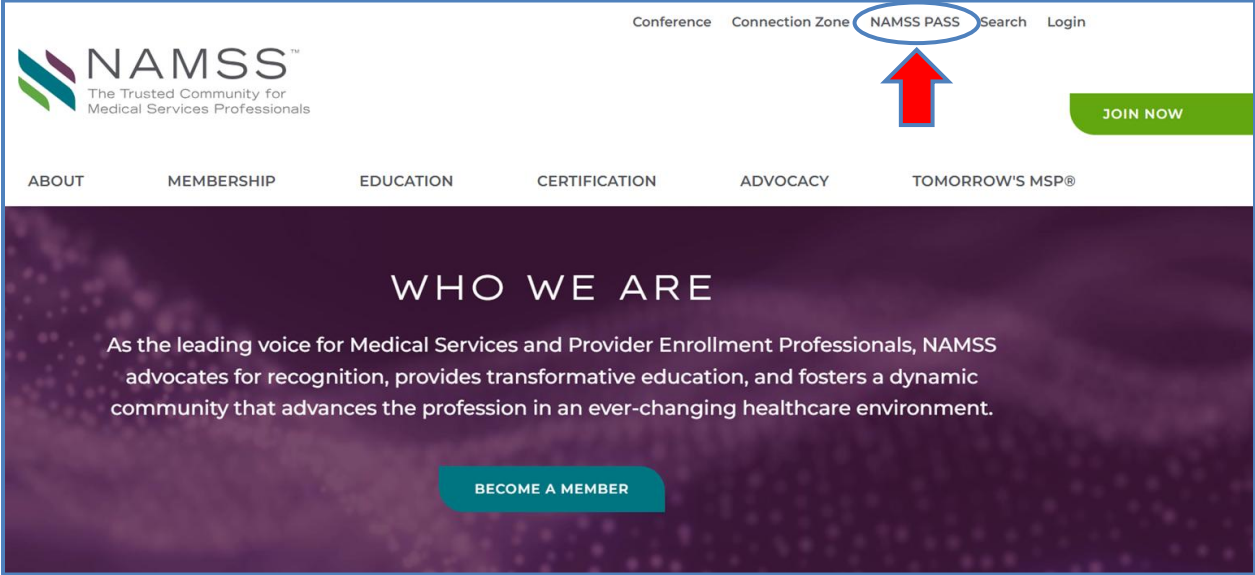 Conference Connection Zone NAMSS PASS Search Login
NAMSS™
The Trusted Community for
Medical Services Professionals
JOIN NOW
ABOUT MEMBERSHIP EDUCATION CERTIFICATION ADVOCACY TOMORROW'S MSP®
WHO WE ARE
As the leading voice for Medical Services and Provider Enrollment Professionals, NAMSS
advocates for recognition, provides transformative education, and fosters a dynamic
community that advances the profession in an ever-changing healthcare environment.
BECOME A MEMBER